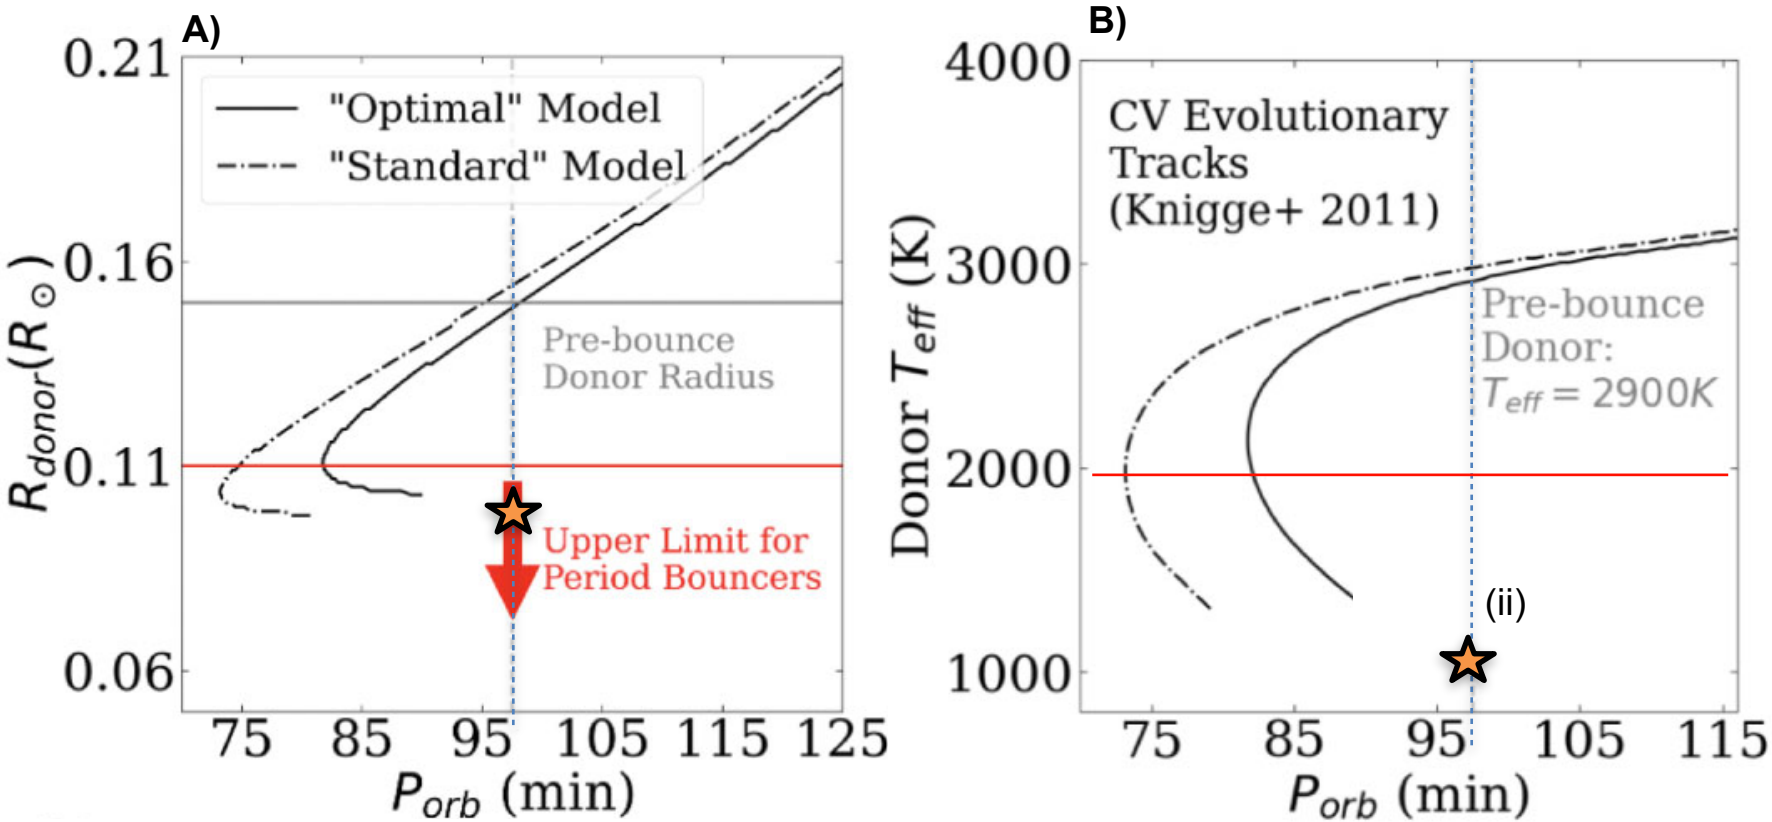 A)
0.21
0.16
0.11
0.06
R_donor(R_⊙)
"Optimal" Model
"Standard" Model
Pre-bounce
Donor Radius
Upper Limit for
Period Bouncers
75 85 95 105 115 125
P_orb (min)
B)
4000
3000
2000
1000
Donor T_eff (K)
CV Evolutionary
Tracks
(Knigge+ 2011)
Pre-bounce
Donor:
T_eff = 2900K
(ii)
75 85 95 105 115
P_orb (min)